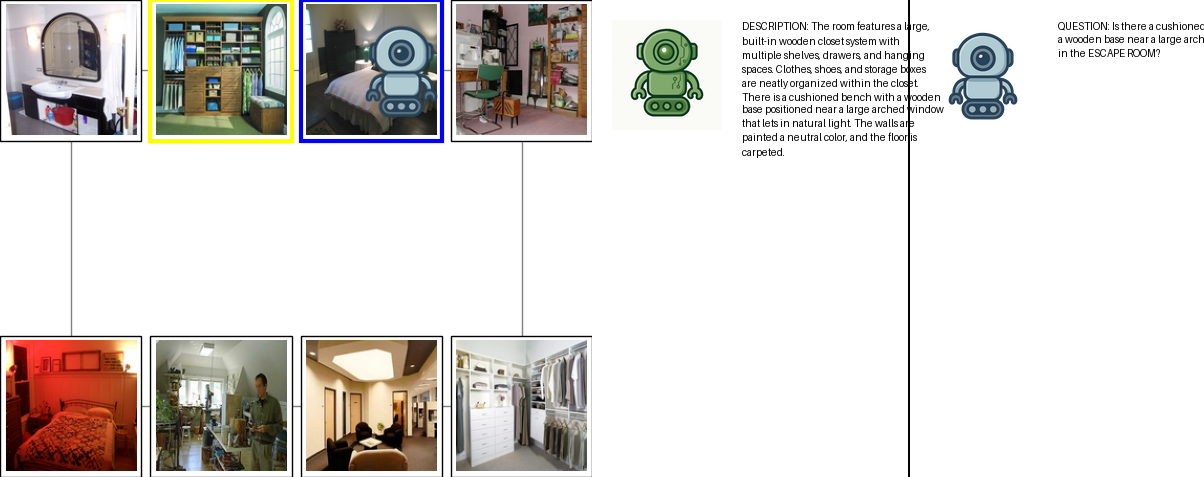 DESCRIPTION: The room features a large,
built-in wooden closet system with
multiple shelves, drawers, and hanging
spaces. Clothes, shoes, and storage boxes
are neatly organized within the closet.
There is a cushioned bench with a wooden
base positioned near a large arched window
that lets in natural light. The walls are
painted a neutral color, and the floor is
carpeted.
QUESTION: Is there a cushioned
a wooden base near a large arch
in the ESCAPE ROOM?